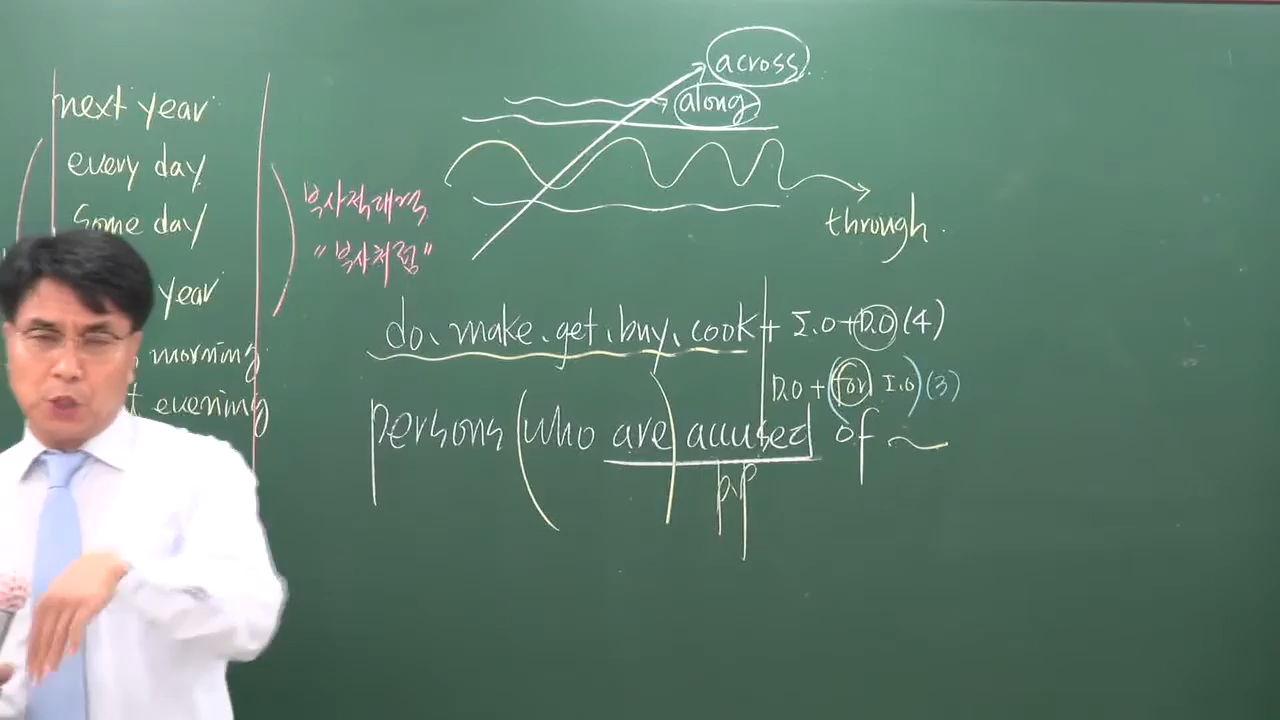 next year
every day
some day
year
morning
evening
부사적대격
"부사처럼"
across
along
through.
do, make, get, buy, cook + I.O + D.O (4)
D.O + (for I.O) (3)
persons (who are) accused of ~
p.p